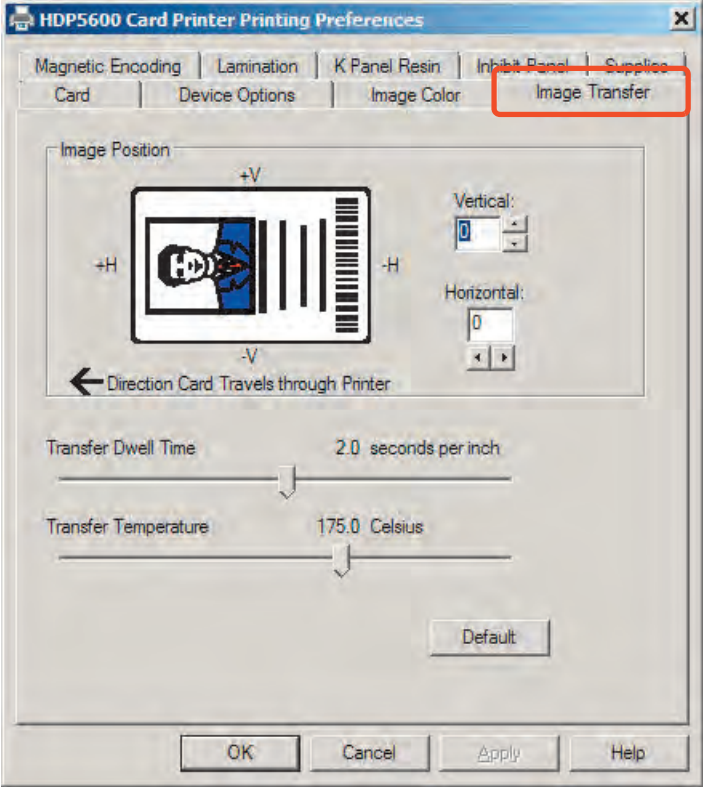 HDP5600 Card Printer Printing Preferences
Magnetic Encoding Lamination K Panel Resin Inhibit Panel Supplies
Card Device Options Image Color Image Transfer
Image Position
+V
Vertical:
0
+H -H
Horizontal:
0
-V
Direction Card Travels through Printer
Transfer Dwell Time 2.0 seconds per inch
Transfer Temperature 175.0 Celsius
Default
OK Cancel Apply Help